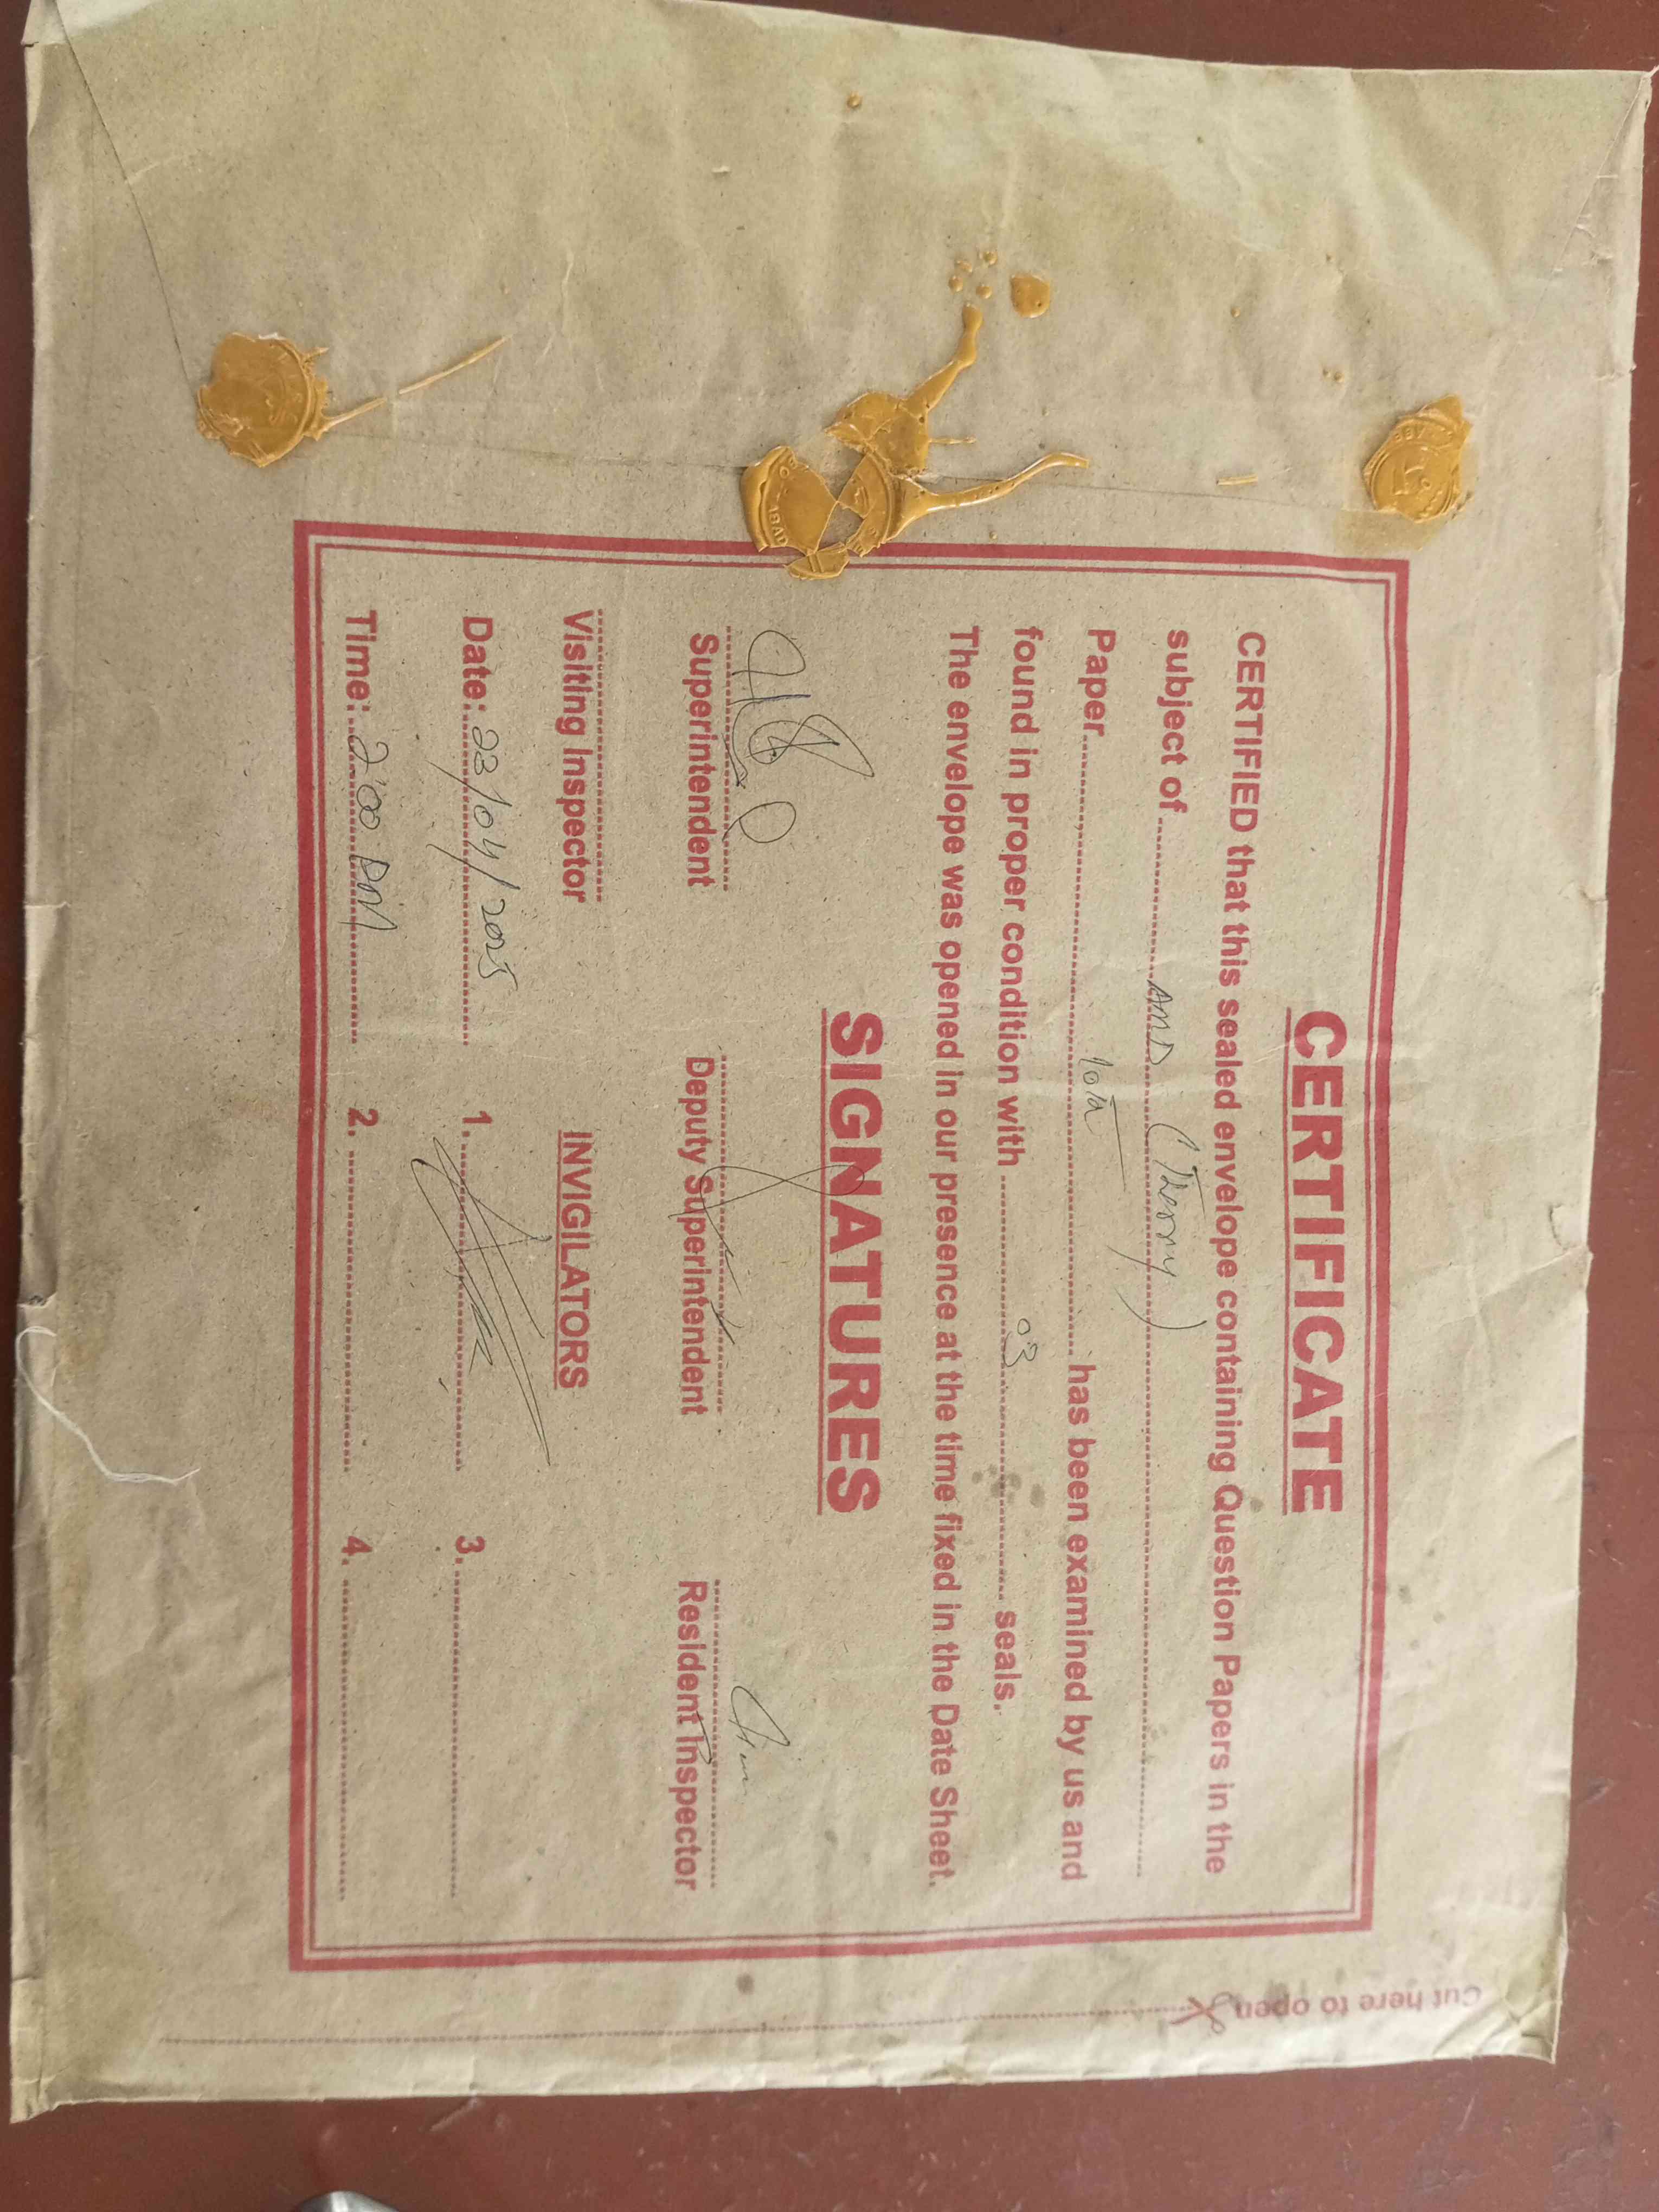 CERTIFICATE
CERTIFIED that this sealed envelope containing Question Papers in the
subject of AMD (Theory)
Paper 10th has been examined by us and
found in proper condition with 03 seals.
The envelope was opened in our presence at the time fixed in the Date Sheet.
SIGNATURES
Superintendent Deputy Superintendent Resident Inspector
Visiting Inspector INVIGILATORS
Date: 23/04/2025 1. 3.
Time: 2:00 PM 2. 4.
Cut here to open